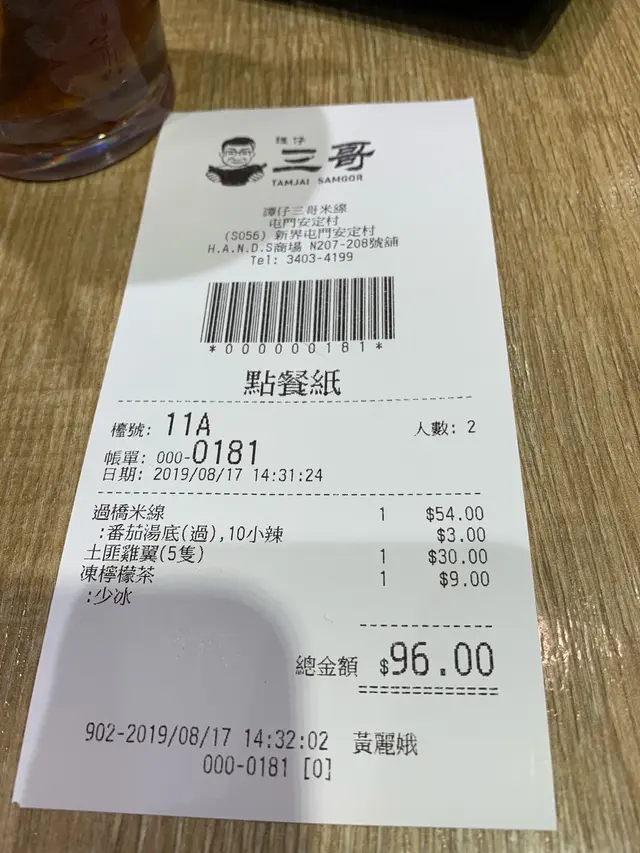 譚仔
三哥
TAMJAI SAMGOR
譚仔三哥米線
屯門安定村
(S056) 新界屯門安定村
H.A.N.D.S商場 N207-208號舖
Tel: 3403-4199
*0000000181*
點餐紙
檯號: 11A 人數: 2
帳單: 000-0181
日期: 2019/08/17 14:31:24
過橋米線 1 $54.00
:番茄湯底(過),10小辣 $3.00
土匪雞翼(5隻) 1 $30.00
凍檸檬茶 1 $9.00
:少冰
總金額 $96.00
902-2019/08/17 14:32:02 黃麗娥
000-0181 [0]